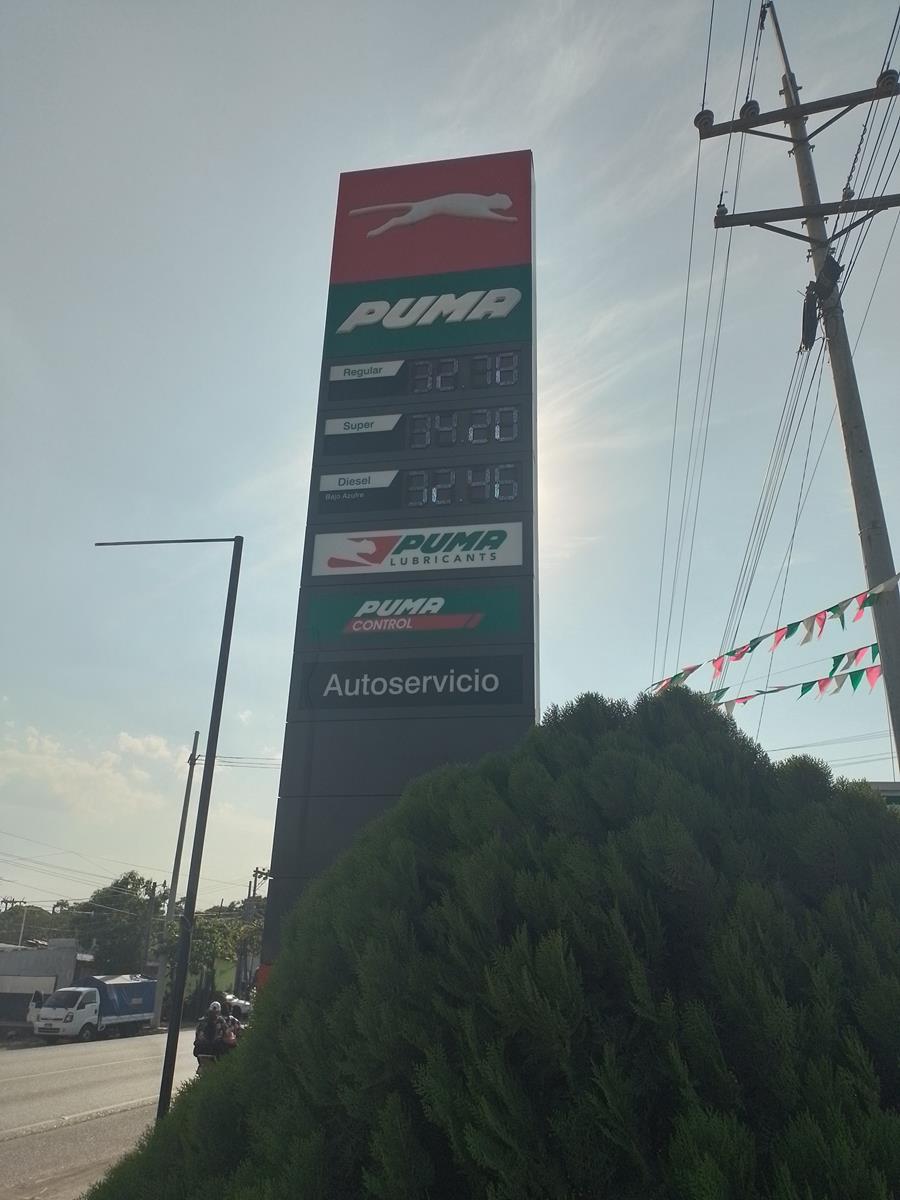 PUMA
Regular 32.78
Super 34.20
Diesel 32.46
Bajo Azufre
PUMA
LUBRICANTS
PUMA
CONTROL
Autoservicio